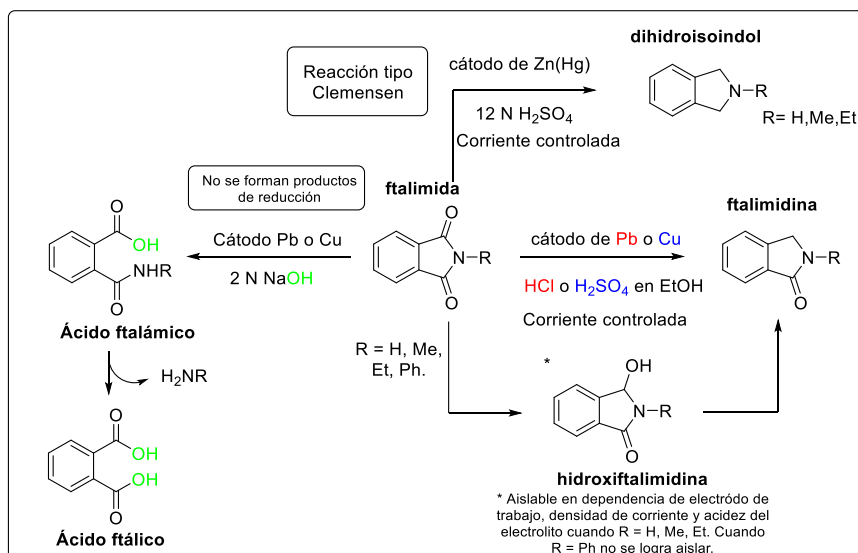 dihidroisoindol
Reacción tipo
Clemensen
cátodo de Zn(Hg)
12 N H₂SO₄
Corriente controlada
N
R
R= H,Me,Et
No se forman productos
de reducción
ftalimida
ftalimidina
O
OH
NHR
O
Cátodo Pb o Cu
2 N NaOH
O
N
R
O
cátodo de Pb o Cu
HCl o H₂SO₄ en EtOH
Corriente controlada
N
R
O
Ácido ftalámico
H₂NR
R = H, Me,
Et, Ph.
*
OH
N
R
O
hidroxiftalimidina
O
OH
OH
O
Ácido ftálico
* Aislable en dependencia de electródo de
trabajo, densidad de corriente y acidez del
electrolito cuando R = H, Me, Et. Cuando
R = Ph no se logra aislar.